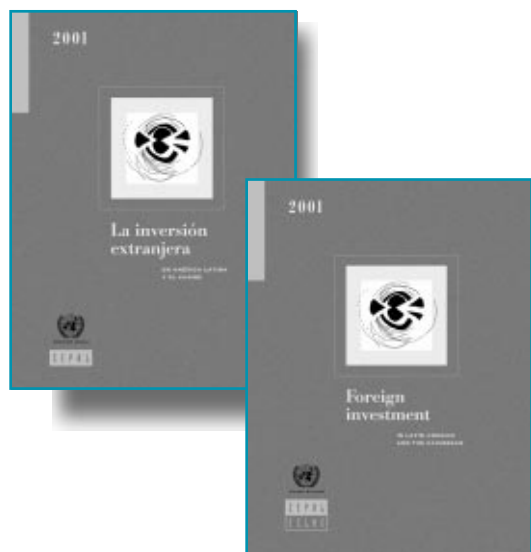 2001
La inversión
extranjera
EN AMÉRICA LATINA
Y EL CARIBE
CEPAL
2001
Foreign
investment
IN LATIN AMERICA
AND THE CARIBBEAN
CEPAL
ECLAC